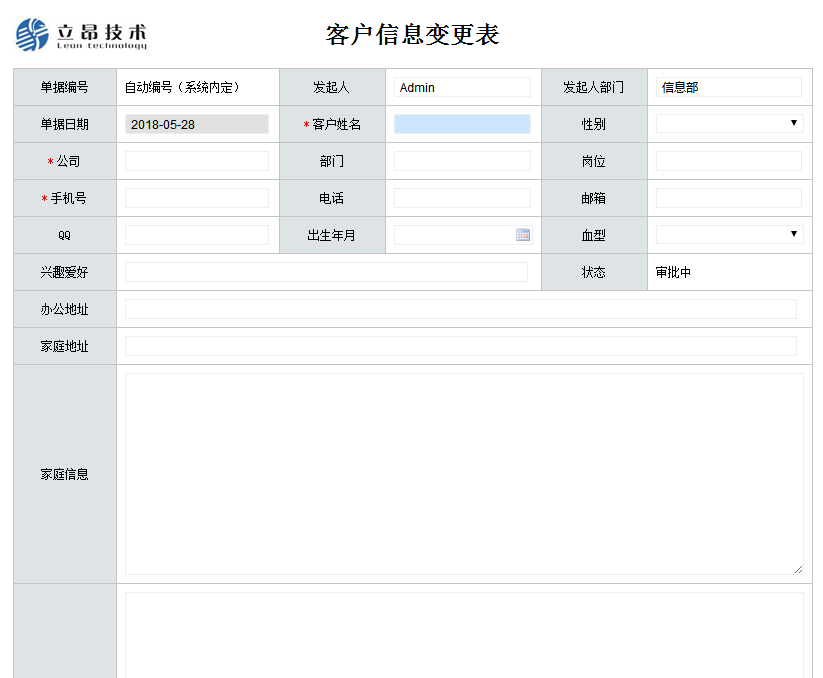 立昂技术
Leon technology
客户信息变更表
单据编号 自动编号（系统内定） 发起人 Admin 发起人部门 信息部
单据日期 2018-05-28 *客户姓名 性别
*公司 部门 岗位
*手机号 电话 邮箱
QQ 出生年月 血型
兴趣爱好 状态 审批中
办公地址
家庭地址
家庭信息